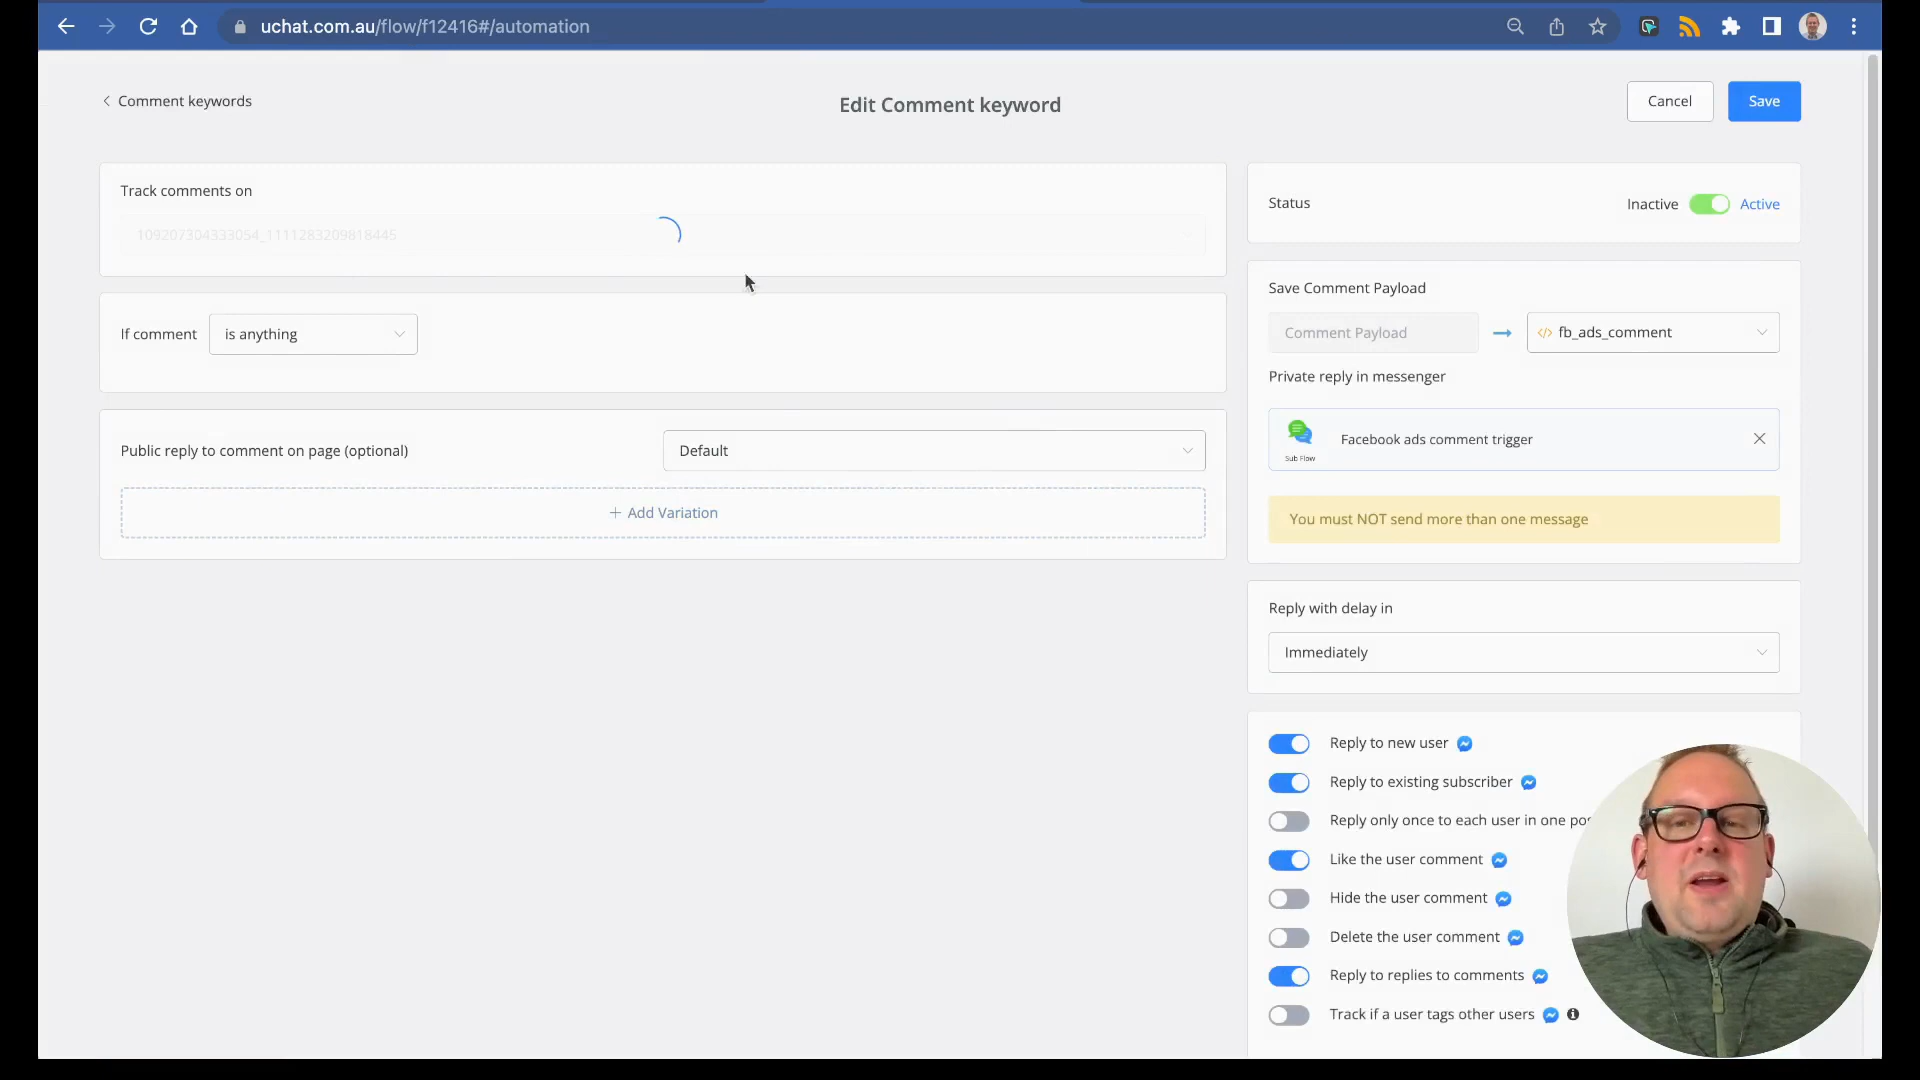 uchat.com.au/flow/f12416#/automation
Comment keywords
Edit Comment keyword
Cancel
Save
Track comments on
109207304333054_1111283209818445
If comment
is anything
Public reply to comment on page (optional)
Default
+ Add Variation
Status
Inactive
Active
Save Comment Payload
Comment Payload
</> fb_ads_comment
Private reply in messenger
Sub Flow
Facebook ads comment trigger
You must NOT send more than one message
Reply with delay in
Immediately
Reply to new user
Reply to existing subscriber
Reply only once to each user in one pos
Like the user comment
Hide the user comment
Delete the user comment
Reply to replies to comments
Track if a user tags other users